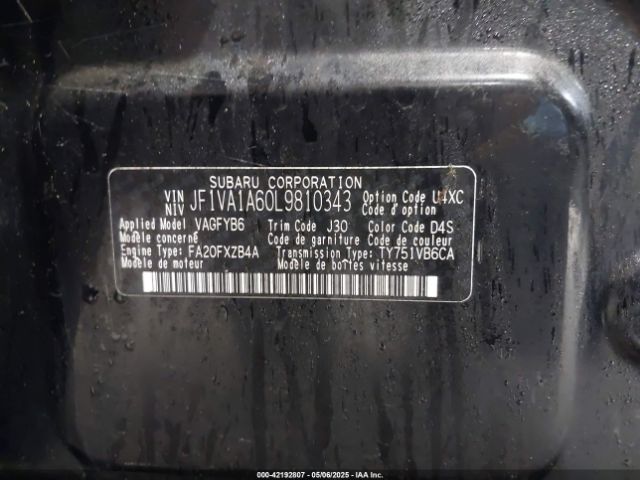 SUBARU CORPORATION
VIN NIV JF1VA1A60L9810343 Option Code U4XC
Code d'option
Applied Model VAGFYB6 Trim Code J30 Color Code D4S
Modèle concerné Code de garniture Code de couleur
Engine Type: FA20FXZB4A Transmission Type: TY751VB6CA
Modèle de moteur Modèle de boîtes vitesse
000-42192807 - 05/06/2025 - IAA Inc.